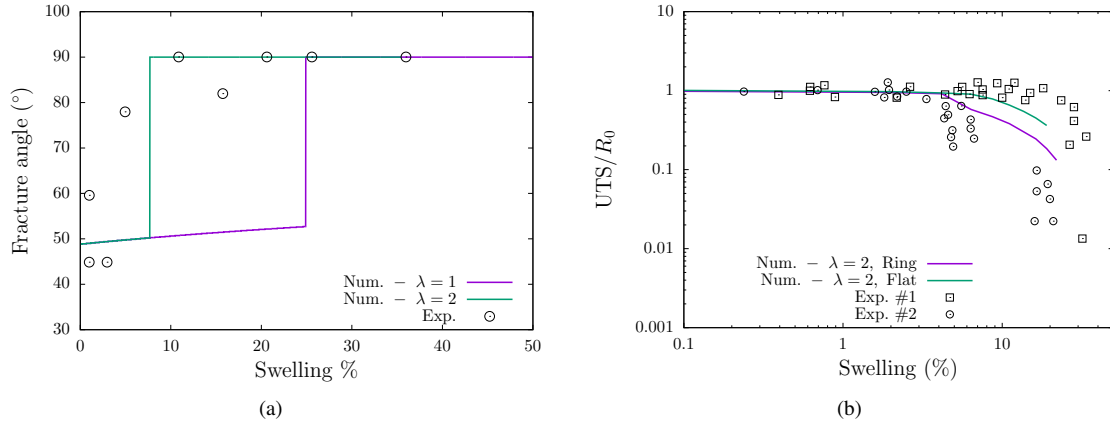 100
90
80
70
60
50
40
30
Fracture angle (°)
0
10
20
30
40
50
Swelling %
Num. − λ = 1
Num. − λ = 2
Exp.
(a)
10
1
0.1
0.01
0.001
UTS/R0
0.1
1
10
Swelling (%)
Num. − λ = 2, Ring
Num. − λ = 2, Flat
Exp. #1
Exp. #2
(b)